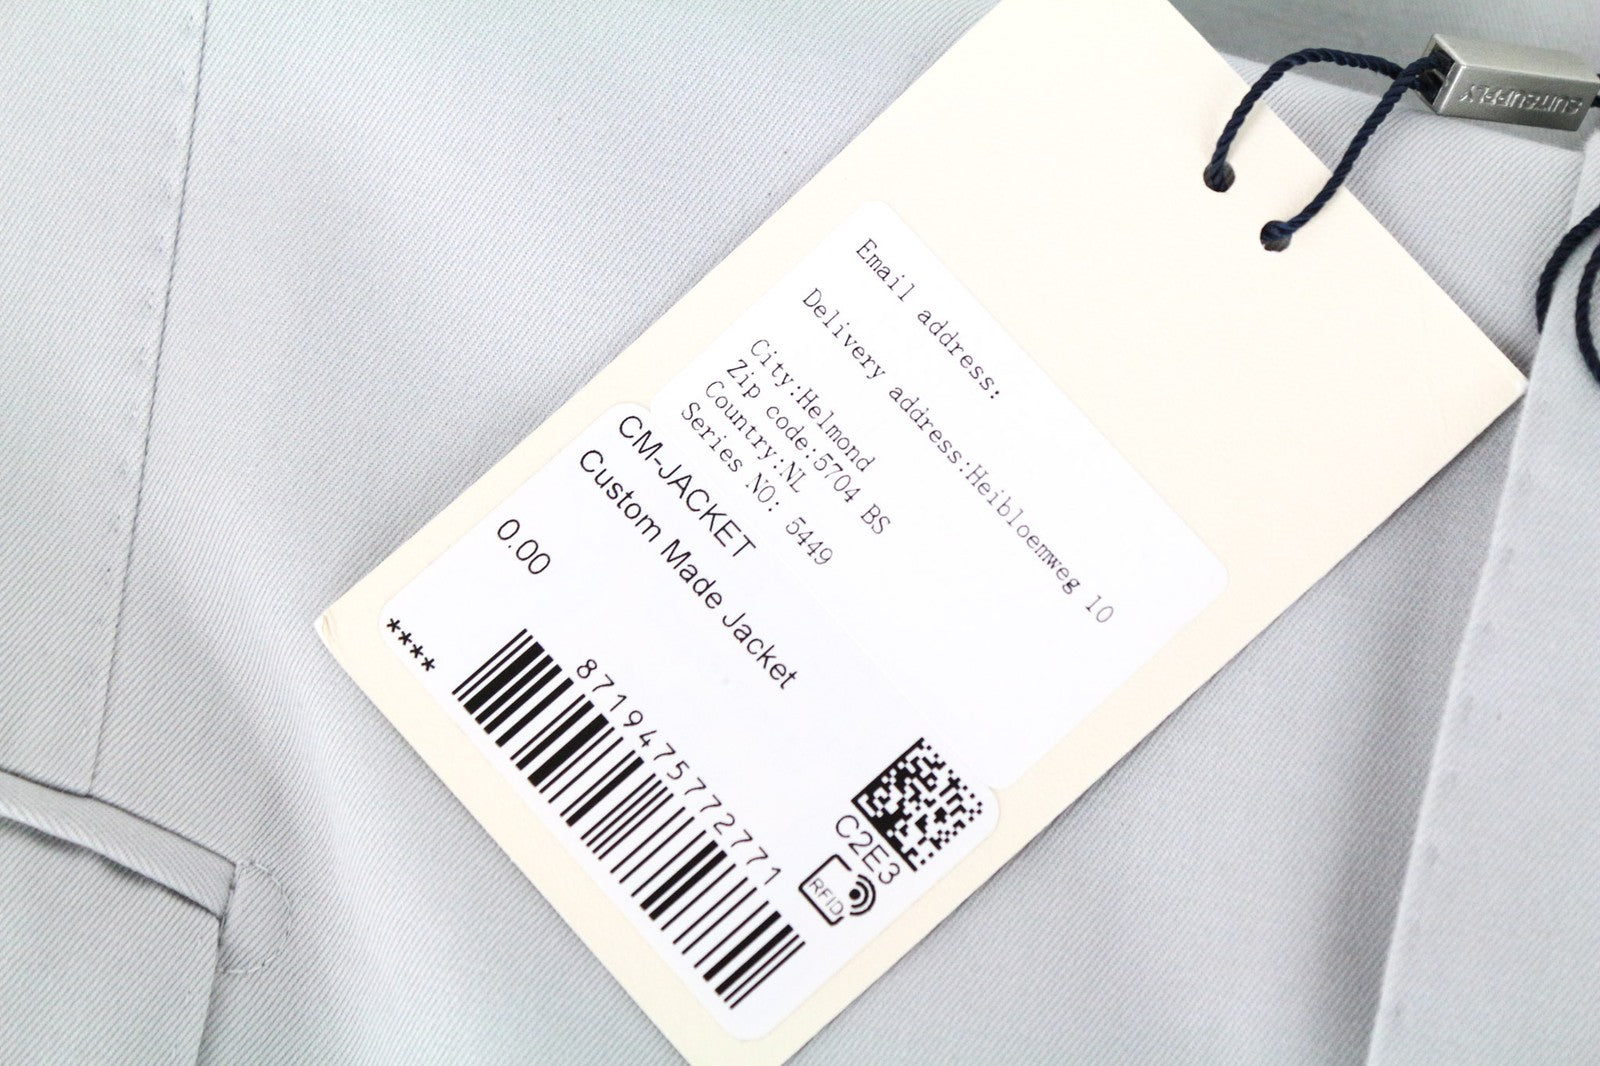 SUITSUPPLY
Email address:
Delivery address:Heibloemweg 10
City:Helmond
Zip code:5704 BS
Country:NL
Series NO: 5449
CM-JACKET
Custom Made Jacket
0.00
****
8719475772771
C2E3
RFID